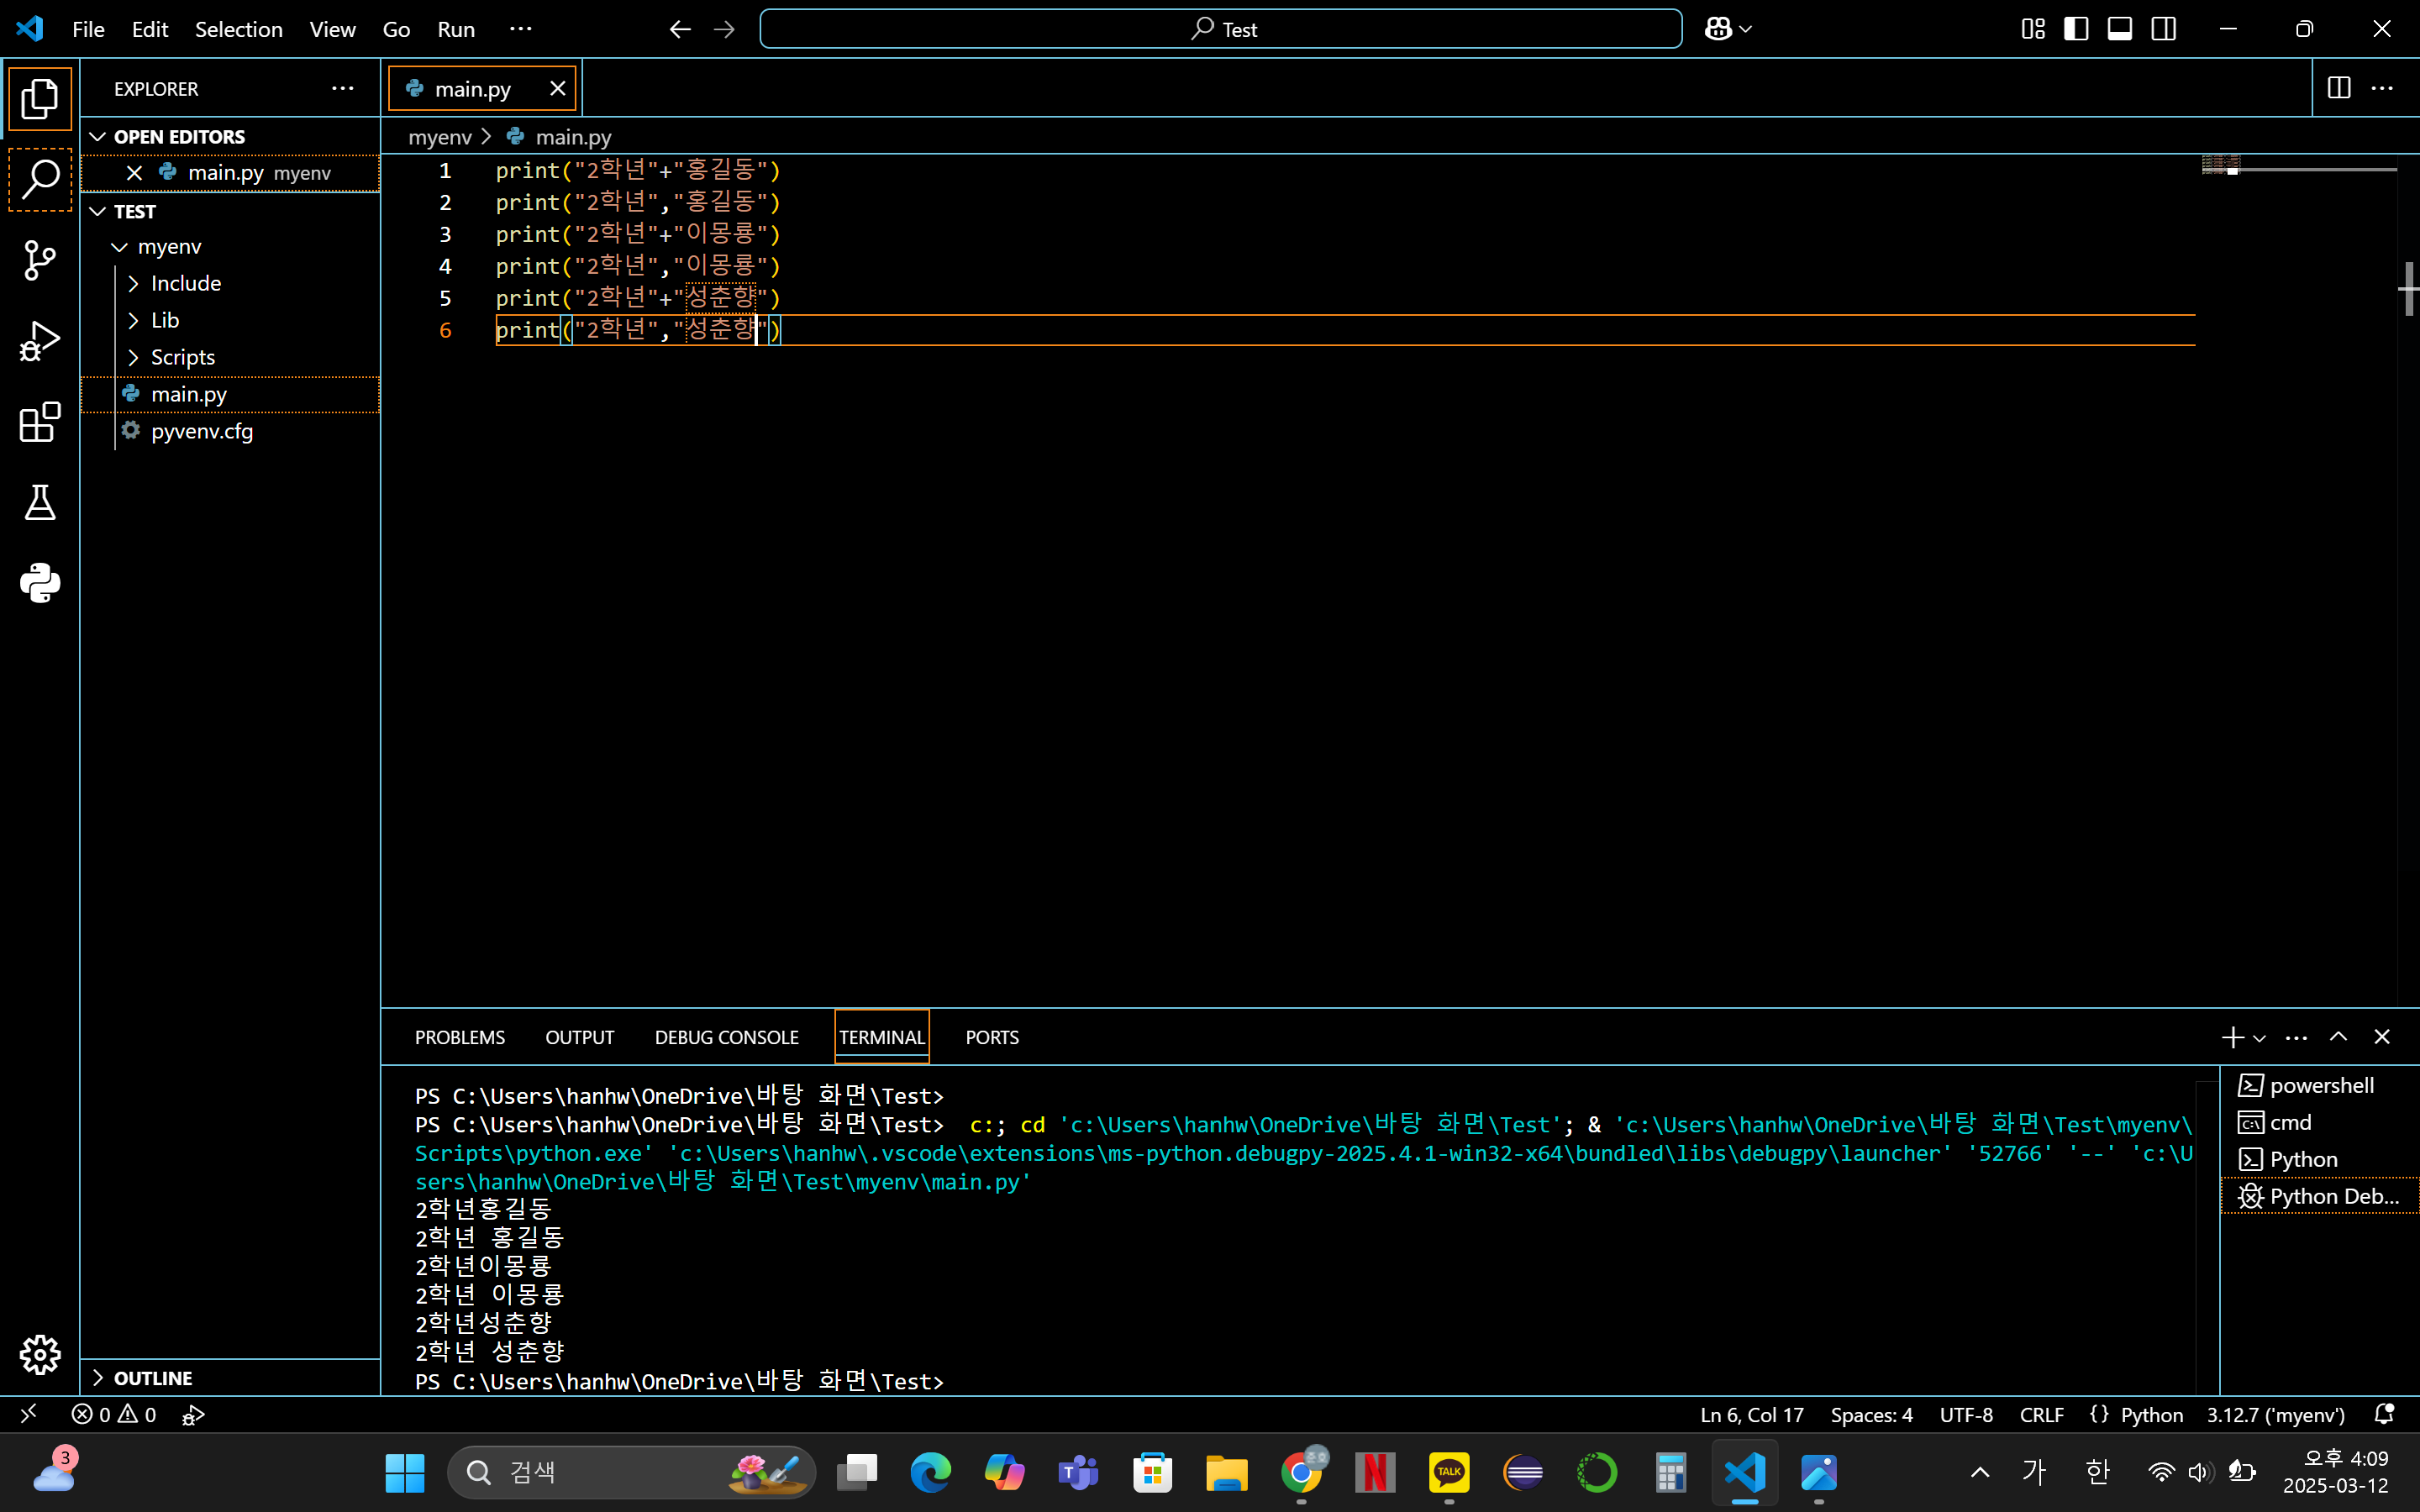 File Edit Selection View Go Run ···
Test
EXPLORER ···
OPEN EDITORS
main.py myenv
TEST
myenv
Include
Lib
Scripts
main.py
pyvenv.cfg
OUTLINE
main.py
myenv > main.py
1 print("2학년"+"홍길동")
2 print("2학년","홍길동")
3 print("2학년"+"이몽룡")
4 print("2학년","이몽룡")
5 print("2학년"+"성춘향")
6 print("2학년","성춘향")
PROBLEMS OUTPUT DEBUG CONSOLE TERMINAL PORTS
PS C:\Users\hanhw\OneDrive\바탕 화면\Test>
PS C:\Users\hanhw\OneDrive\바탕 화면\Test>  c:; cd 'c:\Users\hanhw\OneDrive\바탕 화면\Test'; & 'c:\Users\hanhw\OneDrive\바탕 화면\Test\myenv\
Scripts\python.exe' 'c:\Users\hanhw\.vscode\extensions\ms-python.debugpy-2025.4.1-win32-x64\bundled\libs\debugpy\launcher' '52766' '--' 'c:\U
sers\hanhw\OneDrive\바탕 화면\Test\myenv\main.py'
2학년홍길동
2학년 홍길동
2학년이몽룡
2학년 이몽룡
2학년성춘향
2학년 성춘향
PS C:\Users\hanhw\OneDrive\바탕 화면\Test>
powershell
cmd
Python
Python Deb...
0 0
Ln 6, Col 17 Spaces: 4 UTF-8 CRLF {} Python 3.12.7 ('myenv')
3
검색
T
N
TALK
가 한
오후 4:09
2025-03-12